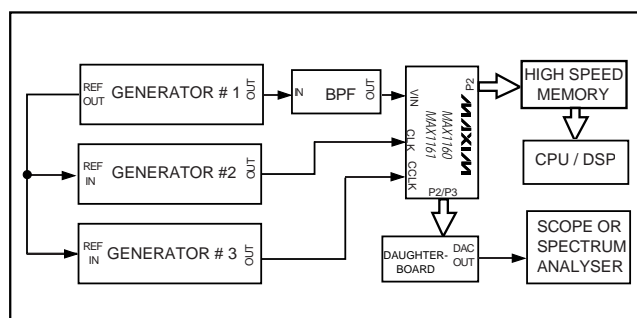 REF
OUT
GENERATOR # 1
OUT
IN
BPF
OUT
VIN
CLK
CCLK
MAX1160
MAX1161
MAXIM
P2
P2/P3
HIGH SPEED
MEMORY
CPU / DSP
REF
IN
GENERATOR #2
OUT
REF
IN
GENERATOR # 3
OUT
DAUGHTER-
BOARD
DAC
OUT
SCOPE OR
SPECTRUM
ANALYSER